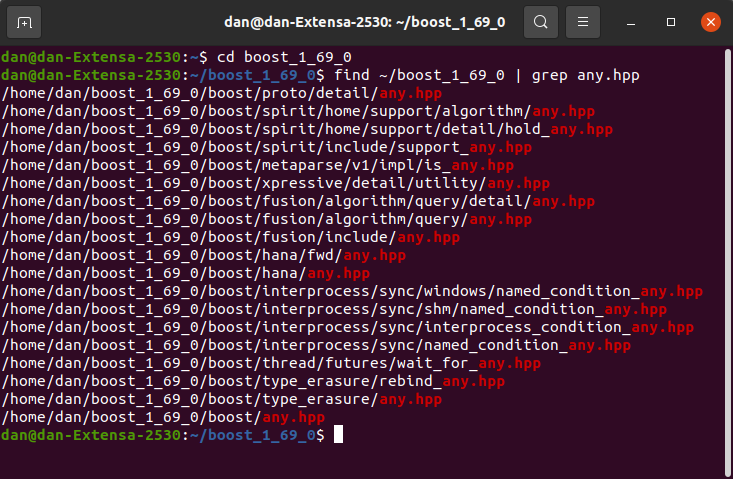 dan@dan-Extensa-2530: ~/boost_1_69_0
dan@dan-Extensa-2530:~$ cd boost_1_69_0
dan@dan-Extensa-2530:~/boost_1_69_0$ find ~/boost_1_69_0 | grep any.hpp
/home/dan/boost_1_69_0/boost/proto/detail/any.hpp
/home/dan/boost_1_69_0/boost/spirit/home/support/algorithm/any.hpp
/home/dan/boost_1_69_0/boost/spirit/home/support/detail/hold_any.hpp
/home/dan/boost_1_69_0/boost/spirit/include/support_any.hpp
/home/dan/boost_1_69_0/boost/metaparse/v1/impl/is_any.hpp
/home/dan/boost_1_69_0/boost/xpressive/detail/utility/any.hpp
/home/dan/boost_1_69_0/boost/fusion/algorithm/query/detail/any.hpp
/home/dan/boost_1_69_0/boost/fusion/algorithm/query/any.hpp
/home/dan/boost_1_69_0/boost/fusion/include/any.hpp
/home/dan/boost_1_69_0/boost/hana/fwd/any.hpp
/home/dan/boost_1_69_0/boost/hana/any.hpp
/home/dan/boost_1_69_0/boost/interprocess/sync/windows/named_condition_any.hpp
/home/dan/boost_1_69_0/boost/interprocess/sync/shm/named_condition_any.hpp
/home/dan/boost_1_69_0/boost/interprocess/sync/interprocess_condition_any.hpp
/home/dan/boost_1_69_0/boost/interprocess/sync/named_condition_any.hpp
/home/dan/boost_1_69_0/boost/thread/futures/wait_for_any.hpp
/home/dan/boost_1_69_0/boost/type_erasure/rebind_any.hpp
/home/dan/boost_1_69_0/boost/type_erasure/any.hpp
/home/dan/boost_1_69_0/boost/any.hpp
dan@dan-Extensa-2530:~/boost_1_69_0$